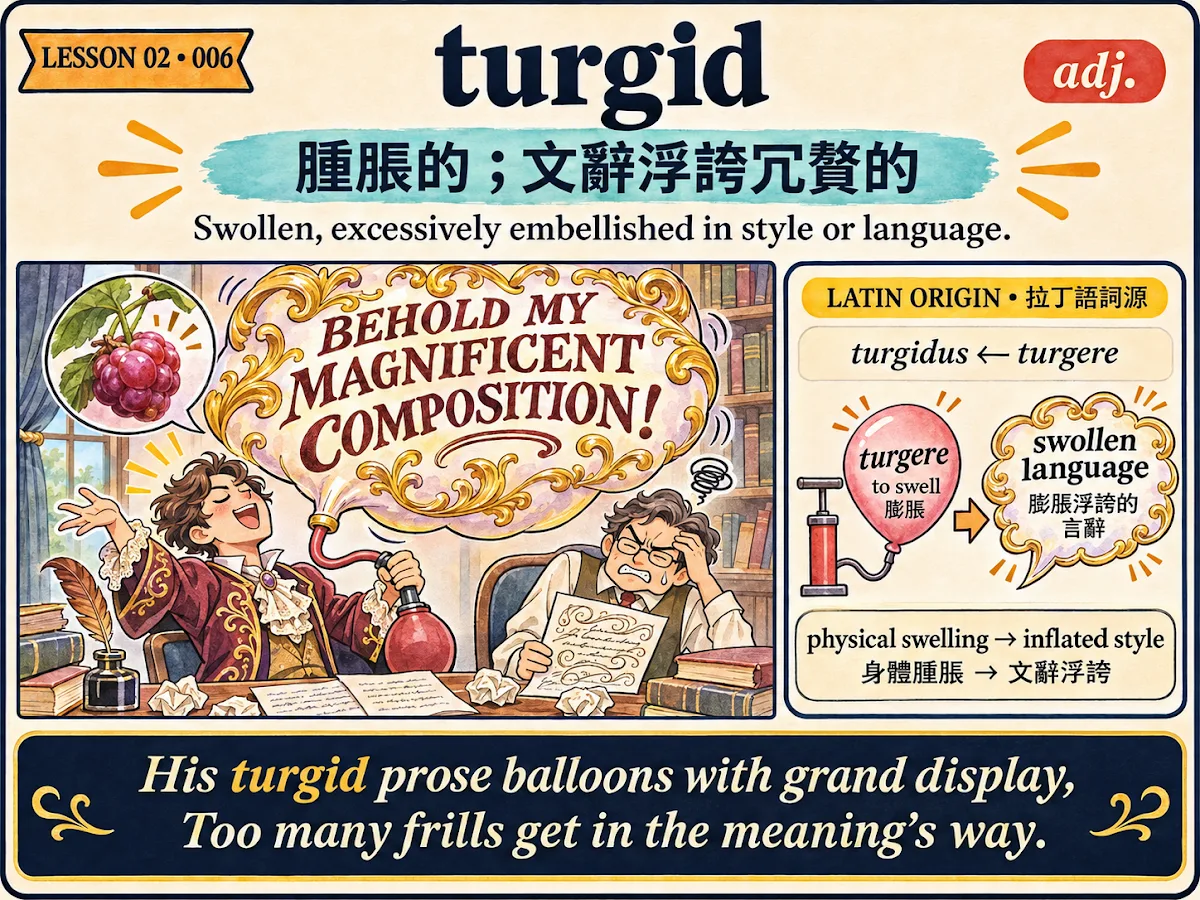 LESSON 02 • 006
turgid
adj.
腫脹的；文辭浮誇冗贅的
Swollen, excessively embellished in style or language.
BEHOLD MY
MAGNIFICENT
COMPOSITION!
LATIN ORIGIN • 拉丁語詞源
turgidus ← turgere
turgere
to swell
膨脹
swollen
language
膨脹浮誇的
言辭
physical swelling → inflated style
身體腫脹 → 文辭浮誇
His turgid prose balloons with grand display,
Too many frills get in the meaning’s way.